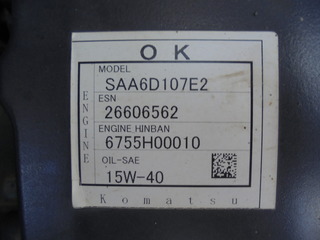 OK
MODEL
SAA6D107E2
ESN
26606562
ENGINE HINBAN
6755H00010
OIL-SAE
15W-40
ENGINE
Komatsu